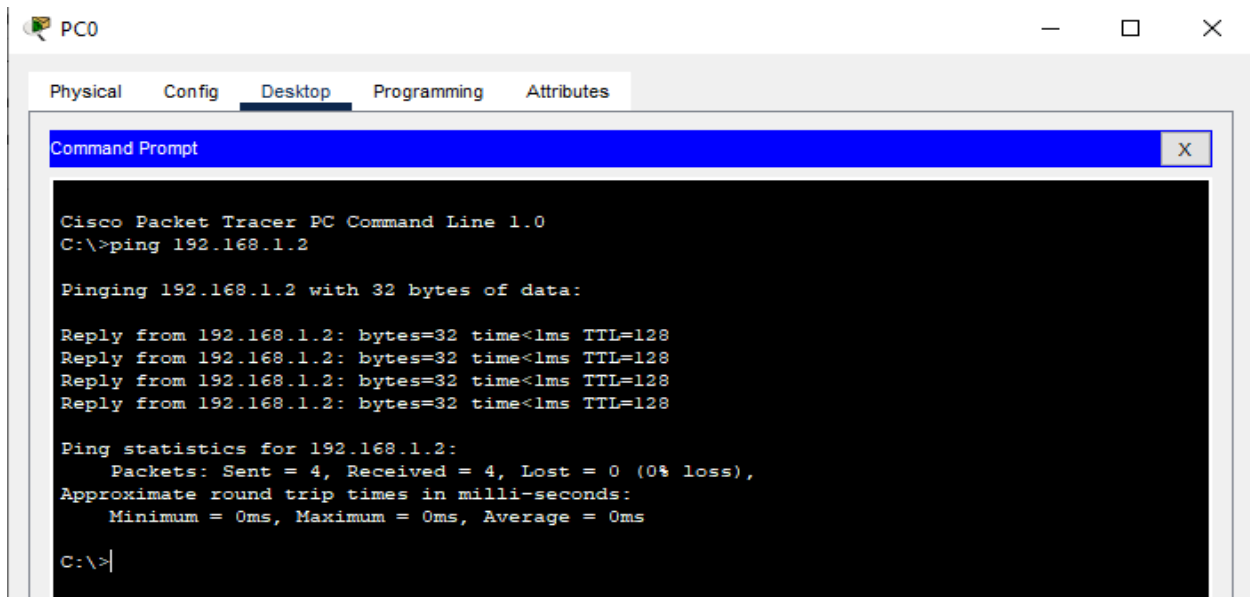 PC0
Physical Config Desktop Programming Attributes
Command Prompt X
Cisco Packet Tracer PC Command Line 1.0
C:\>ping 192.168.1.2
Pinging 192.168.1.2 with 32 bytes of data:
Reply from 192.168.1.2: bytes=32 time<1ms TTL=128
Reply from 192.168.1.2: bytes=32 time<1ms TTL=128
Reply from 192.168.1.2: bytes=32 time<1ms TTL=128
Reply from 192.168.1.2: bytes=32 time<1ms TTL=128
Ping statistics for 192.168.1.2:
Packets: Sent = 4, Received = 4, Lost = 0 (0% loss),
Approximate round trip times in milli-seconds:
Minimum = 0ms, Maximum = 0ms, Average = 0ms
C:\>